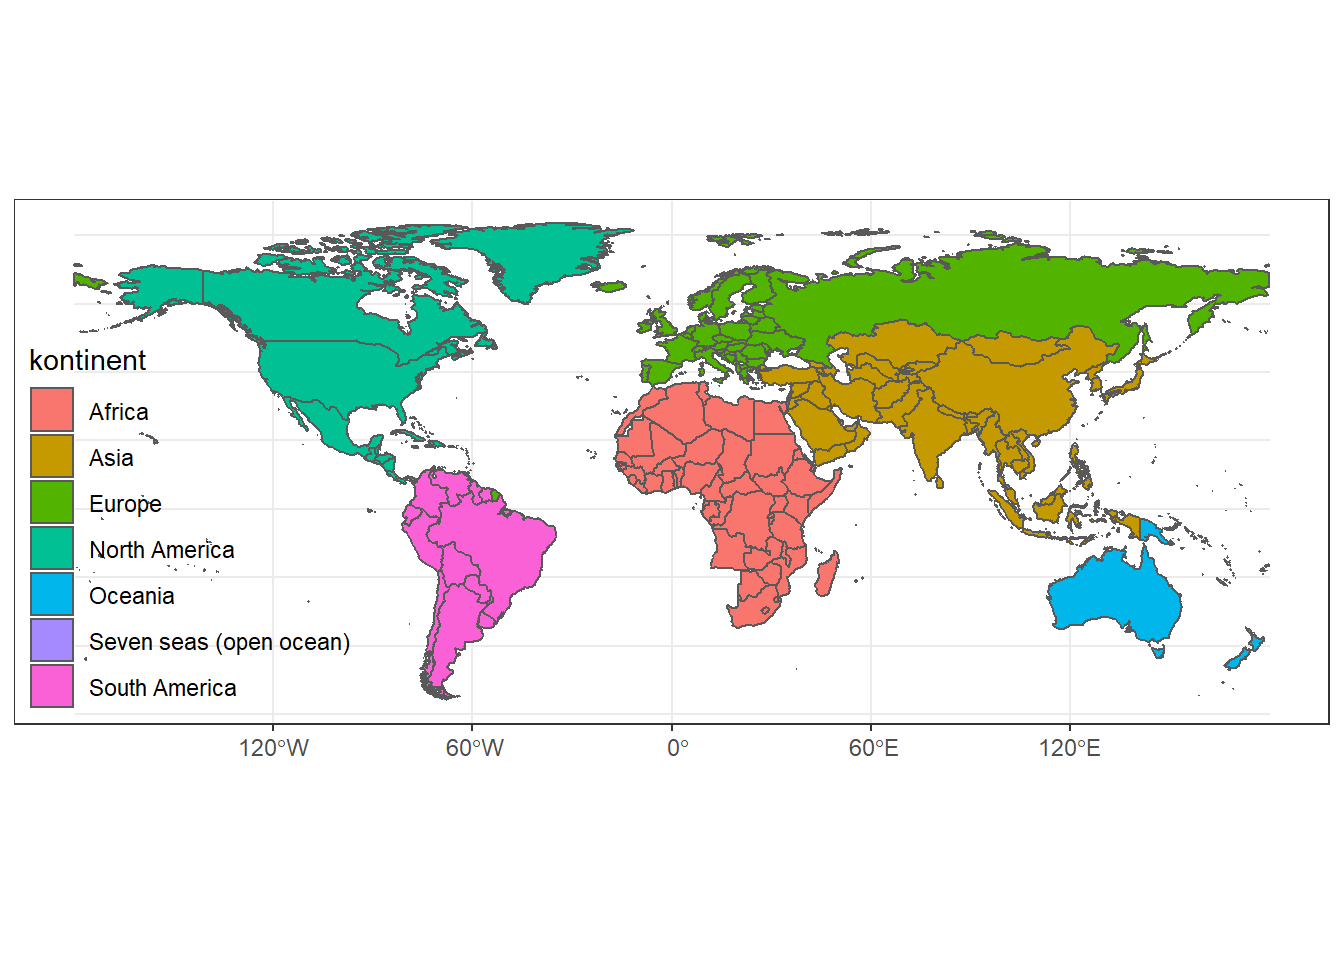 kontinent
Africa
Asia
Europe
North America
Oceania
Seven seas (open ocean)
South America
120°W 60°W 0° 60°E 120°E